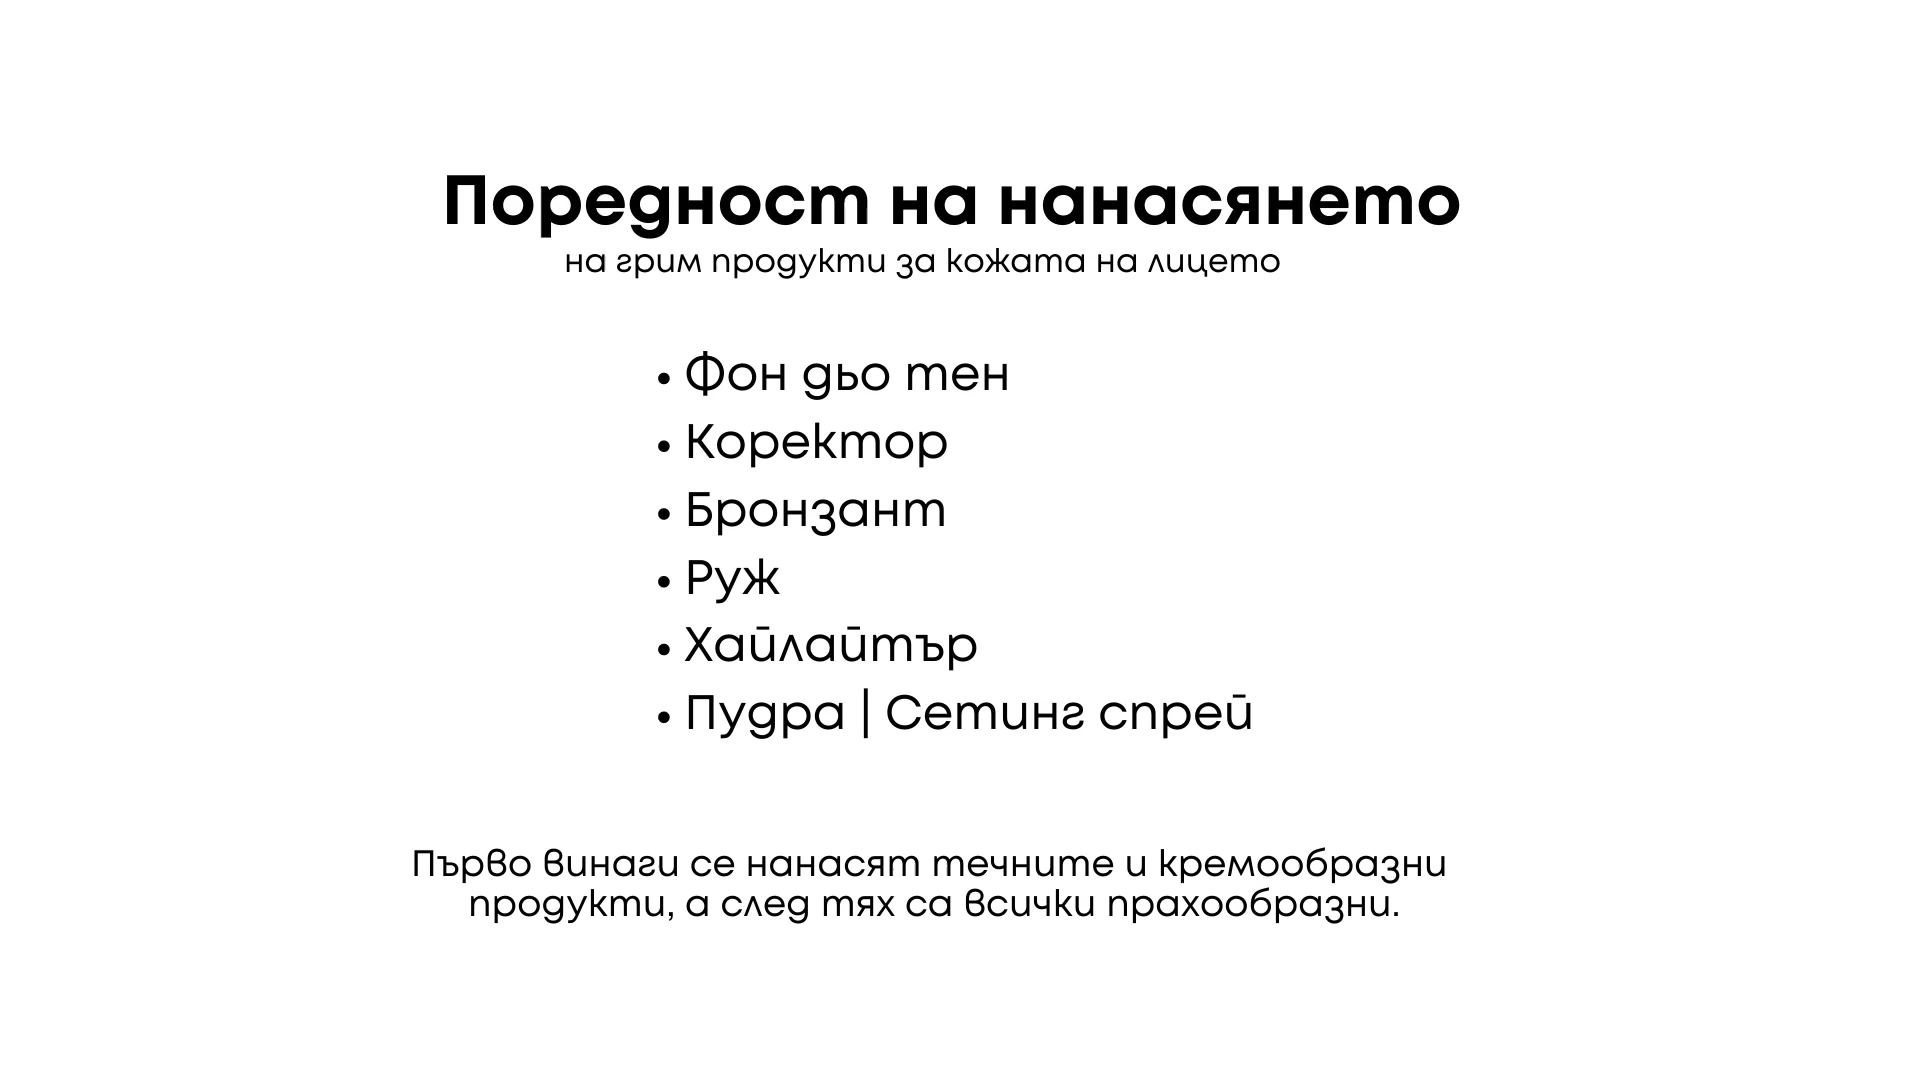 Поредност на нанасянето
на грим продукти за кожата на лицето
• Фон дьо тен
• Коректор
• Бронзант
• Руж
• Хайлайтър
• Пудра | Сетинг спрей
Първо винаги се нанасят течните и кремообразни
продукти, а след тях са всички прахообразни.